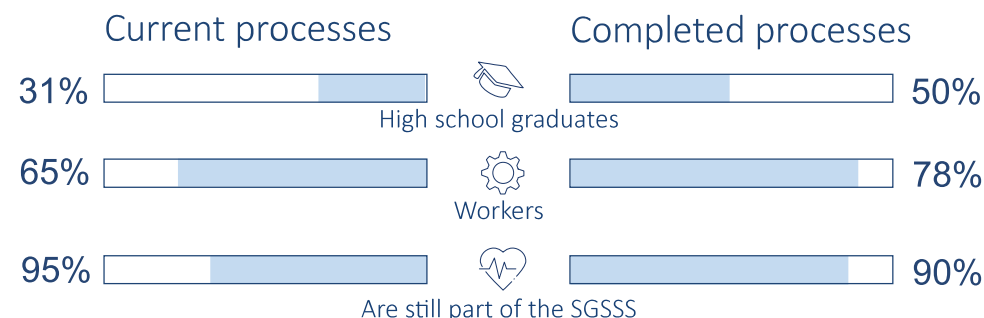 Current processes
Completed processes
31%
50%
High school graduates
65%
78%
Workers
95%
90%
Are still part of the SGSSS